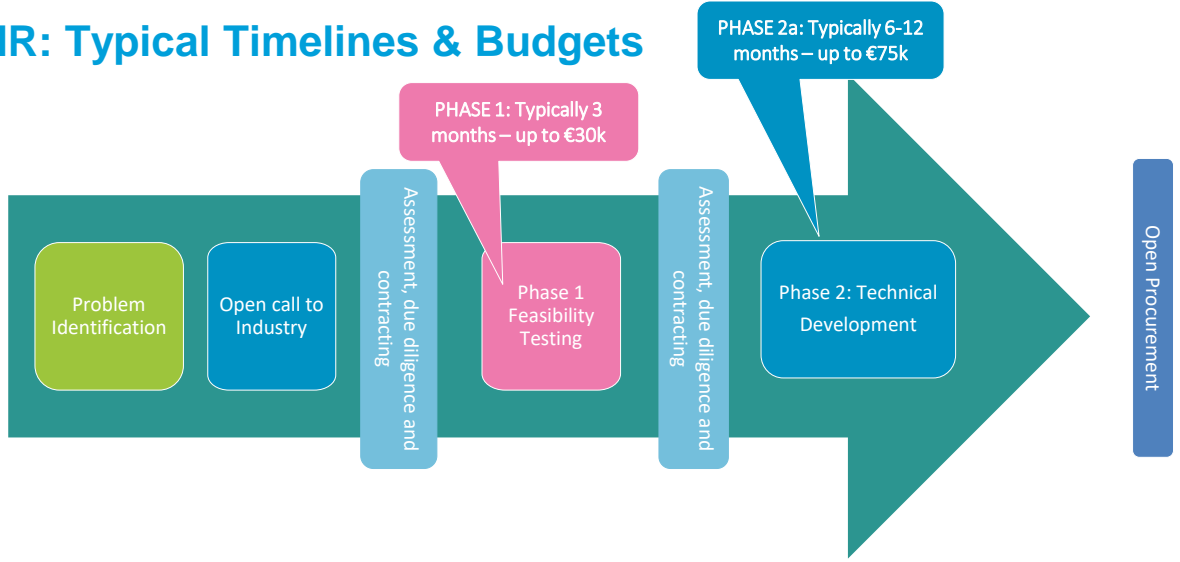 IR: Typical Timelines & Budgets
PHASE 2a: Typically 6-12
months – up to €75k
PHASE 1: Typically 3
months – up to €30k
Problem
Identification
Open call to
Industry
Assessment, due diligence and
contracting
Phase 1
Feasibility
Testing
Assessment, due diligence and
contracting
Phase 2: Technical
Development
Open Procurement